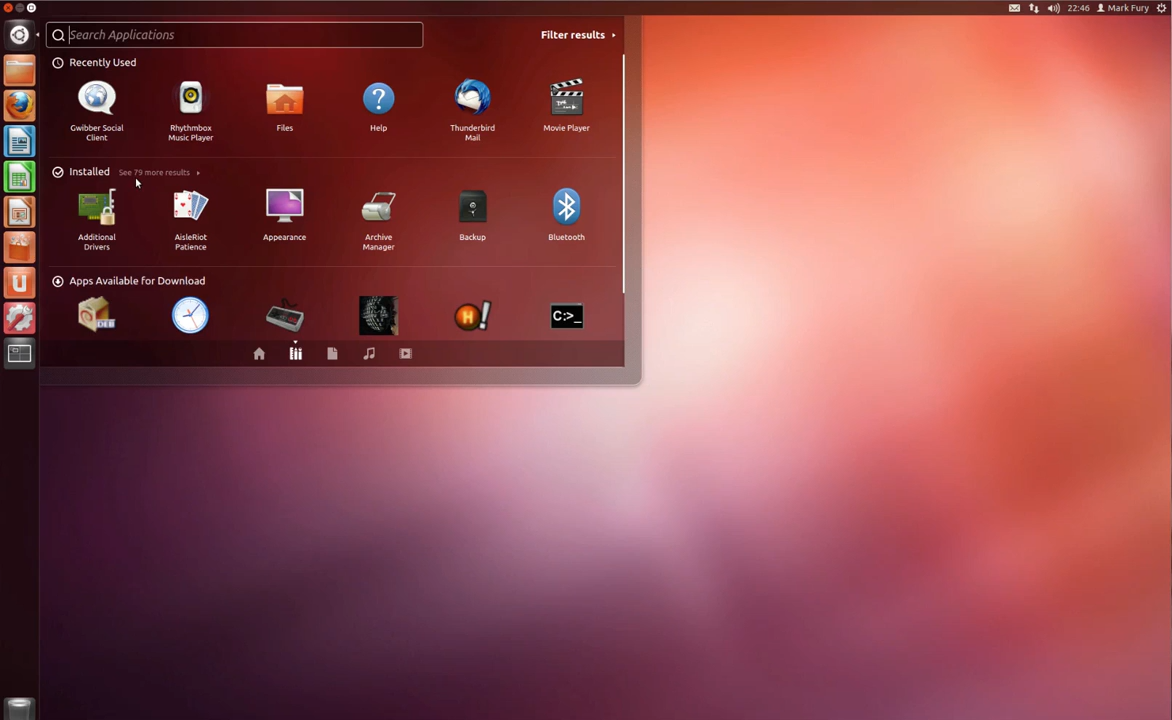 22:46 Mark Fury
Search Applications
Filter results
Recently Used
Gwibber Social
Client
Rhythmbox
Music Player
Files
Help
Thunderbird
Mail
Movie Player
Installed See 79 more results
Additional
Drivers
AisleRiot
Patience
Appearance
Archive
Manager
Backup
Bluetooth
Apps Available for Download
DEB
H!
C:>_
U